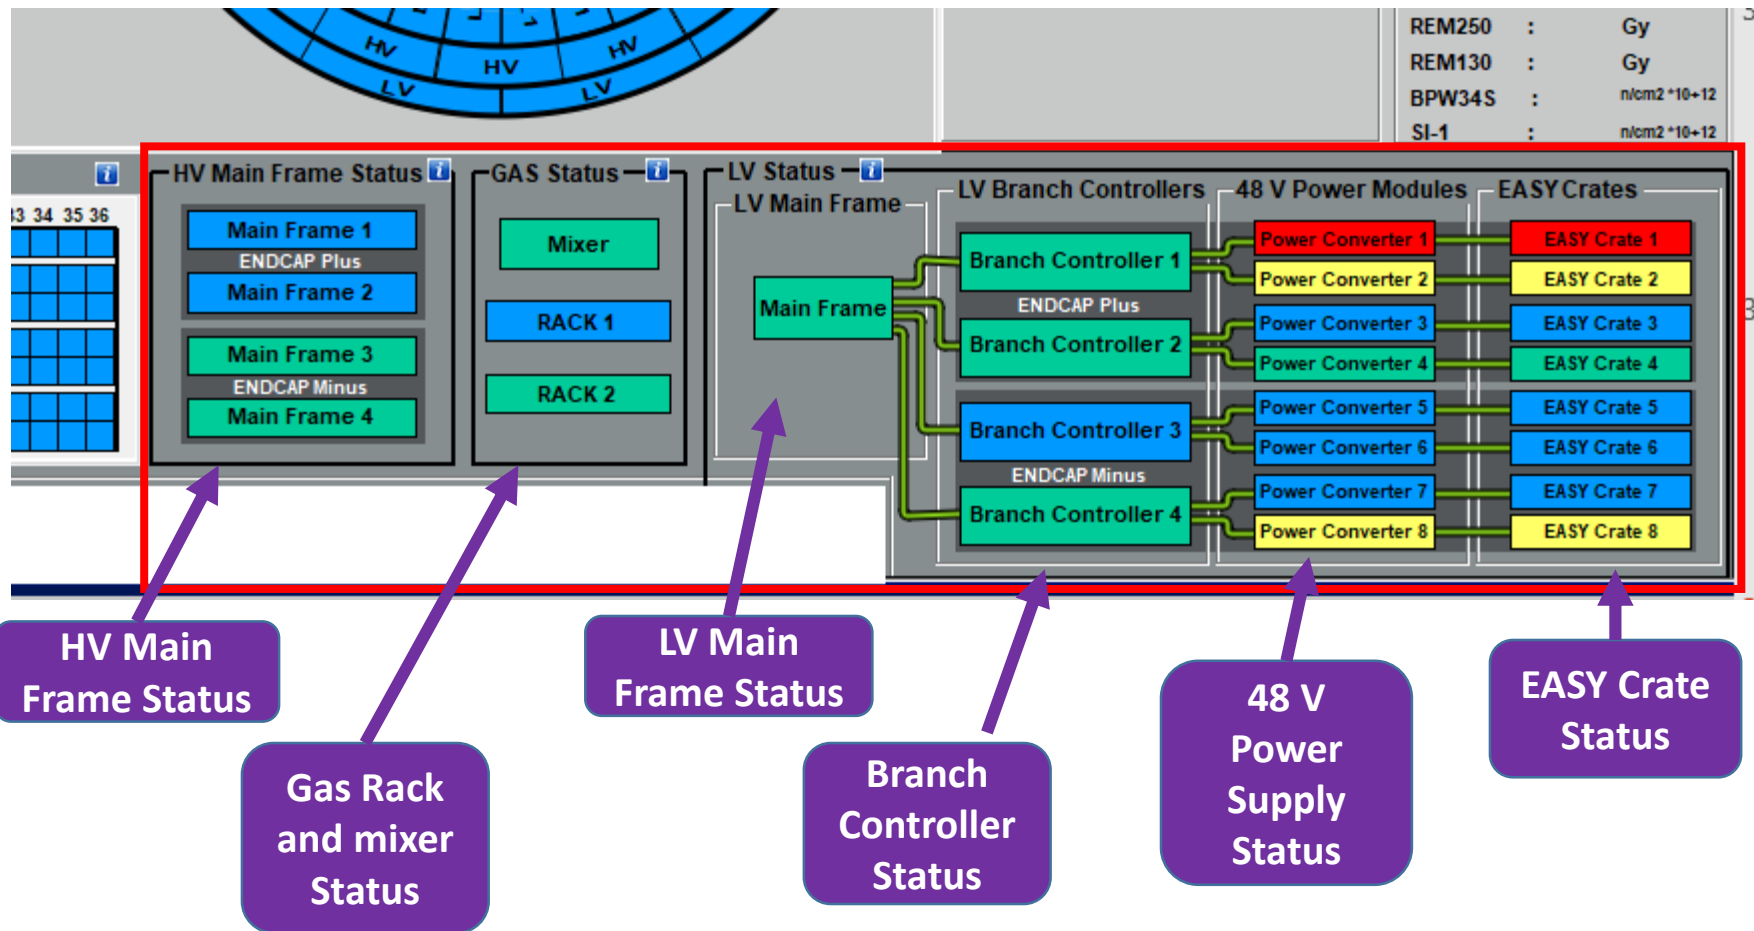 HV
HV
HV
LV
LV
REM250 : Gy
REM130 : Gy
BPW34S : n/cm2 *10+12
SI-1 : n/cm2 *10+12
HV Main Frame Status
GAS Status
LV Status
34 35 36
Main Frame 1
ENDCAP Plus
Main Frame 2
Main Frame 3
ENDCAP Minus
Main Frame 4
Mixer
RACK 1
RACK 2
LV Main Frame
Main Frame
LV Branch Controllers
Branch Controller 1
ENDCAP Plus
Branch Controller 2
Branch Controller 3
ENDCAP Minus
Branch Controller 4
48 V Power Modules
Power Converter 1
Power Converter 2
Power Converter 3
Power Converter 4
Power Converter 5
Power Converter 6
Power Converter 7
Power Converter 8
EASY Crates
EASY Crate 1
EASY Crate 2
EASY Crate 3
EASY Crate 4
EASY Crate 5
EASY Crate 6
EASY Crate 7
EASY Crate 8
HV Main
Frame Status
Gas Rack
and mixer
Status
LV Main
Frame Status
Branch
Controller
Status
48 V
Power
Supply
Status
EASY Crate
Status